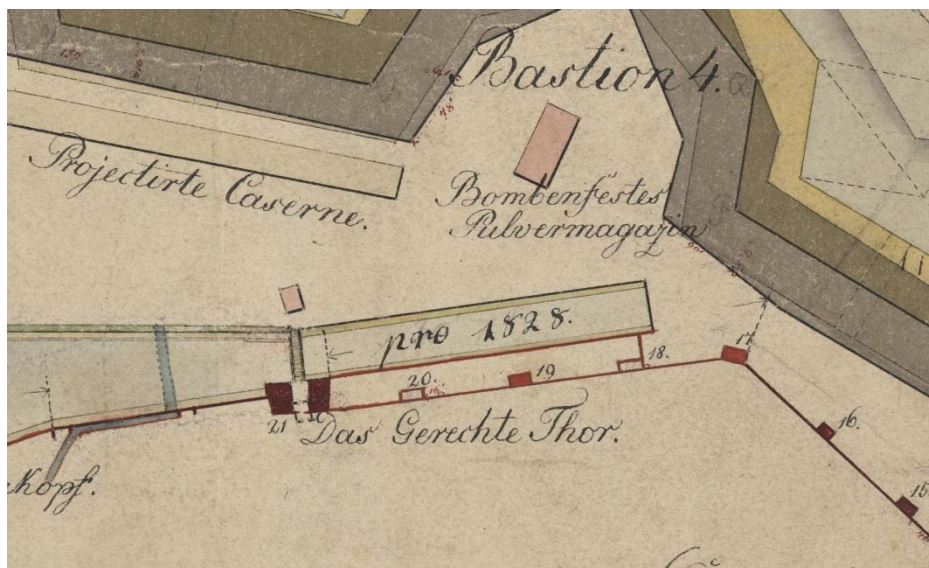 Bastion 4.
Projectirte Caserne.
Bombenfestes
Pulvermagazin
pro 1828.
17.
18.
19
20.
16.
21
Das Gerechte Thor.
15
kopf.